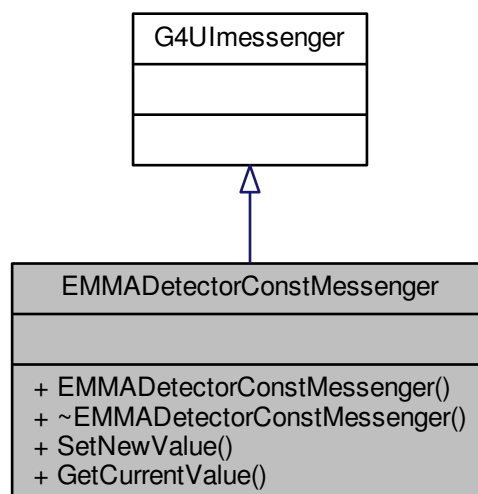 G4UImessenger
EMMADetectorConstMessenger
+ EMMADetectorConstMessenger()
+ ~EMMADetectorConstMessenger()
+ SetNewValue()
+ GetCurrentValue()